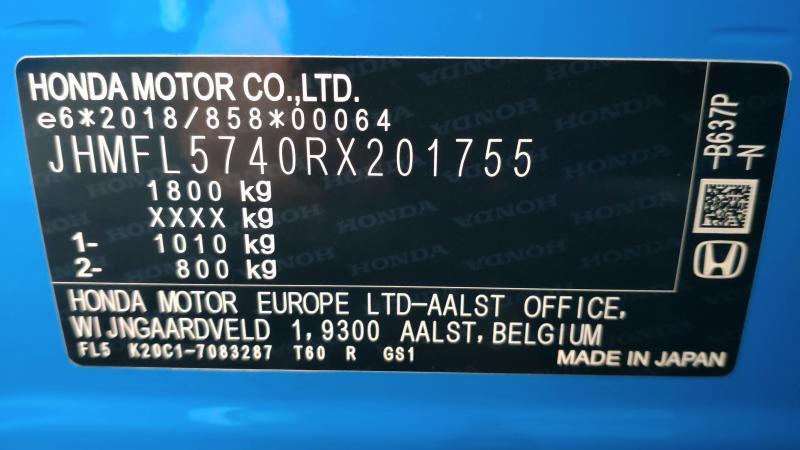 HONDA MOTOR CO.,LTD.
e6*2018/858*00064
JHMFL5740RX201755
1800 kg
XXXX kg
1- 1010 kg
2- 800 kg
HONDA MOTOR EUROPE LTD-AALST OFFICE,
WIJNGAARDVELD 1,9300 AALST,BELGIUM
FL5 K20C1-7083287 T60 R GS1
MADE IN JAPAN
B637P
N